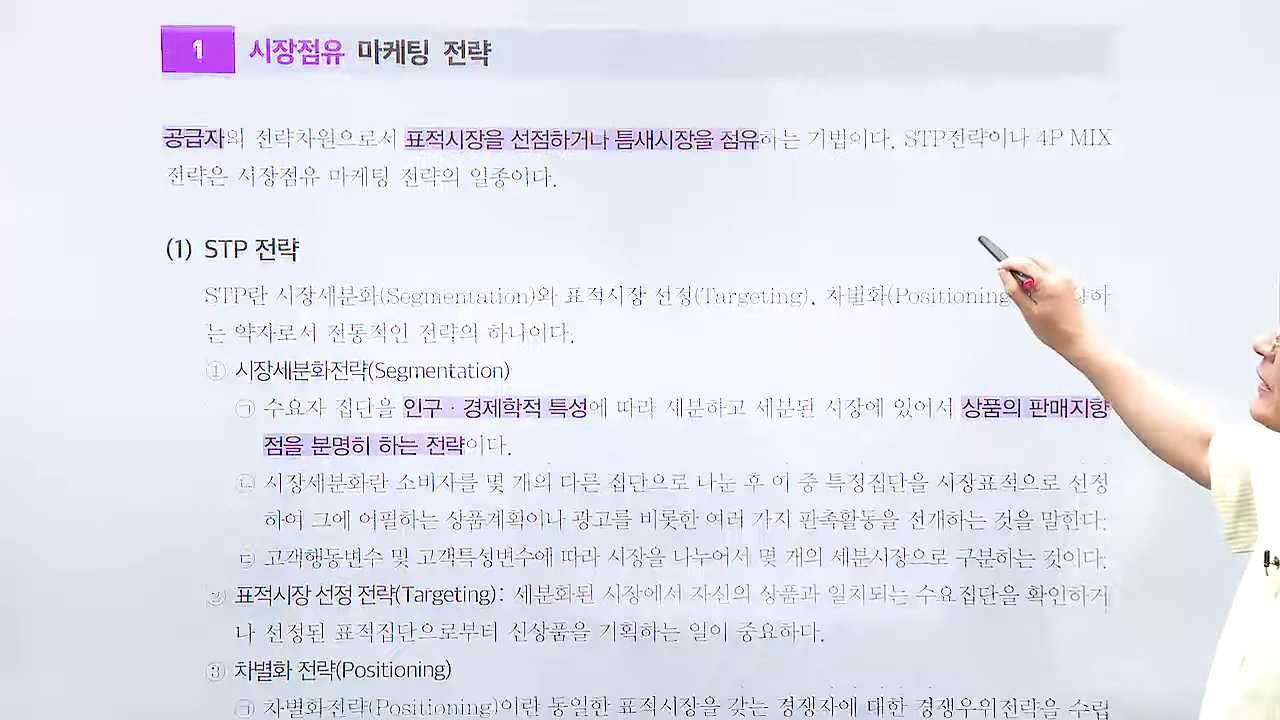 1 시장점유 마케팅 전략
공급자의 전략차원으로서 표적시장을 선점하거나 틈새시장을 점유하는 기법이다. STP전략이나 4P MIX
전략은 시장점유 마케팅 전략의 일종이다.
(1) STP 전략
STP란 시장세분화(Segmentation)와 표적시장 선정(Targeting), 차별화(Positioning
는 약자로서 전통적인 전략의 하나이다.
① 시장세분화전략(Segmentation)
㉠ 수요자 집단을 인구·경제학적 특성에 따라 세분하고 세분된 시장에 있어서 상품의 판매지향
점을 분명히 하는 전략이다.
㉡ 시장세분화란 소비자를 몇 개의 다른 집단으로 나눈 후 이 중 특정집단을 시장표적으로 선정
하여 그에 어필하는 상품계획이나 광고를 비롯한 여러 가지 판촉활동을 전개하는 것을 말한다.
㉢ 고객행동변수 및 고객특성변수에 따라 시장을 나누어서 몇 개의 세분시장으로 구분하는 것이다.
② 표적시장 선정 전략(Targeting): 세분화된 시장에서 자신의 상품과 일치되는 수요집단을 확인하거
나 선정된 표적집단으로부터 신상품을 기획하는 일이 중요하다.
③ 차별화 전략(Positioning)
㉠ 차별화전략(Positioning)이란 동일한 표적시장을 갖는 경쟁자에 대한 경쟁우위전략을 수립